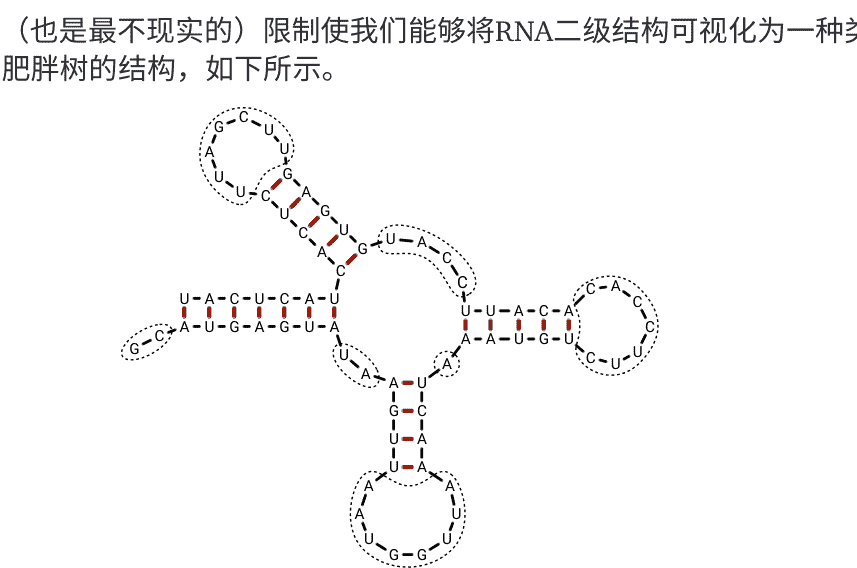 （也是最不现实的）限制使我们能够将RNA二级结构可视化为一种
肥胖树的结构，如下所示。
A G C U U
U U C U C A C
G A G U G U A C C
U A C U C A U
G C A U G A G U A U A
U U A C A C A C C
A A U G U C U U
A
A U
G C
U A
U A
A A
A U
U U
G G